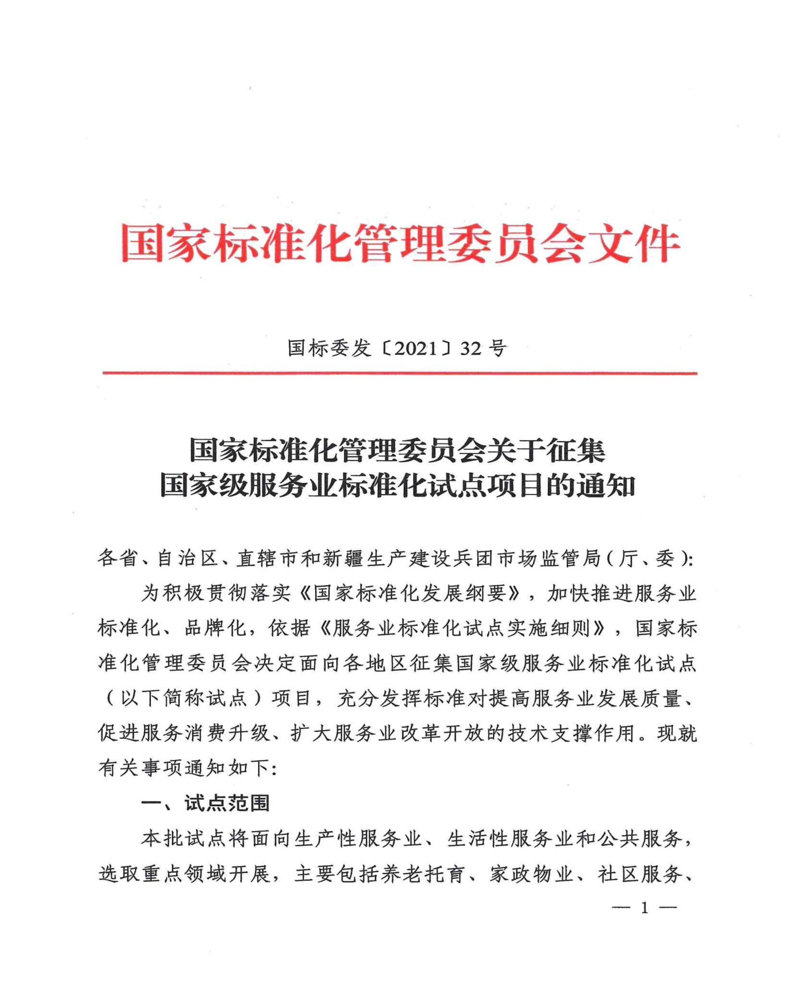 国家标准化管理委员会文件
国标委发〔2021〕32 号
国家标准化管理委员会关于征集
国家级服务业标准化试点项目的通知
各省、自治区、直辖市和新疆生产建设兵团市场监管局(厅、委):
为积极贯彻落实《国家标准化发展纲要》，加快推进服务业
标准化、品牌化，依据《服务业标准化试点实施细则》，国家标
准化管理委员会决定面向各地区征集国家级服务业标准化试点
（以下简称试点）项目，充分发挥标准对提高服务业发展质量、
促进服务消费升级、扩大服务业改革开放的技术支撑作用。现就
有关事项通知如下：
一、试点范围
本批试点将面向生产性服务业、生活性服务业和公共服务，
选取重点领域开展，主要包括养老托育、家政物业、社区服务、
— 1 —